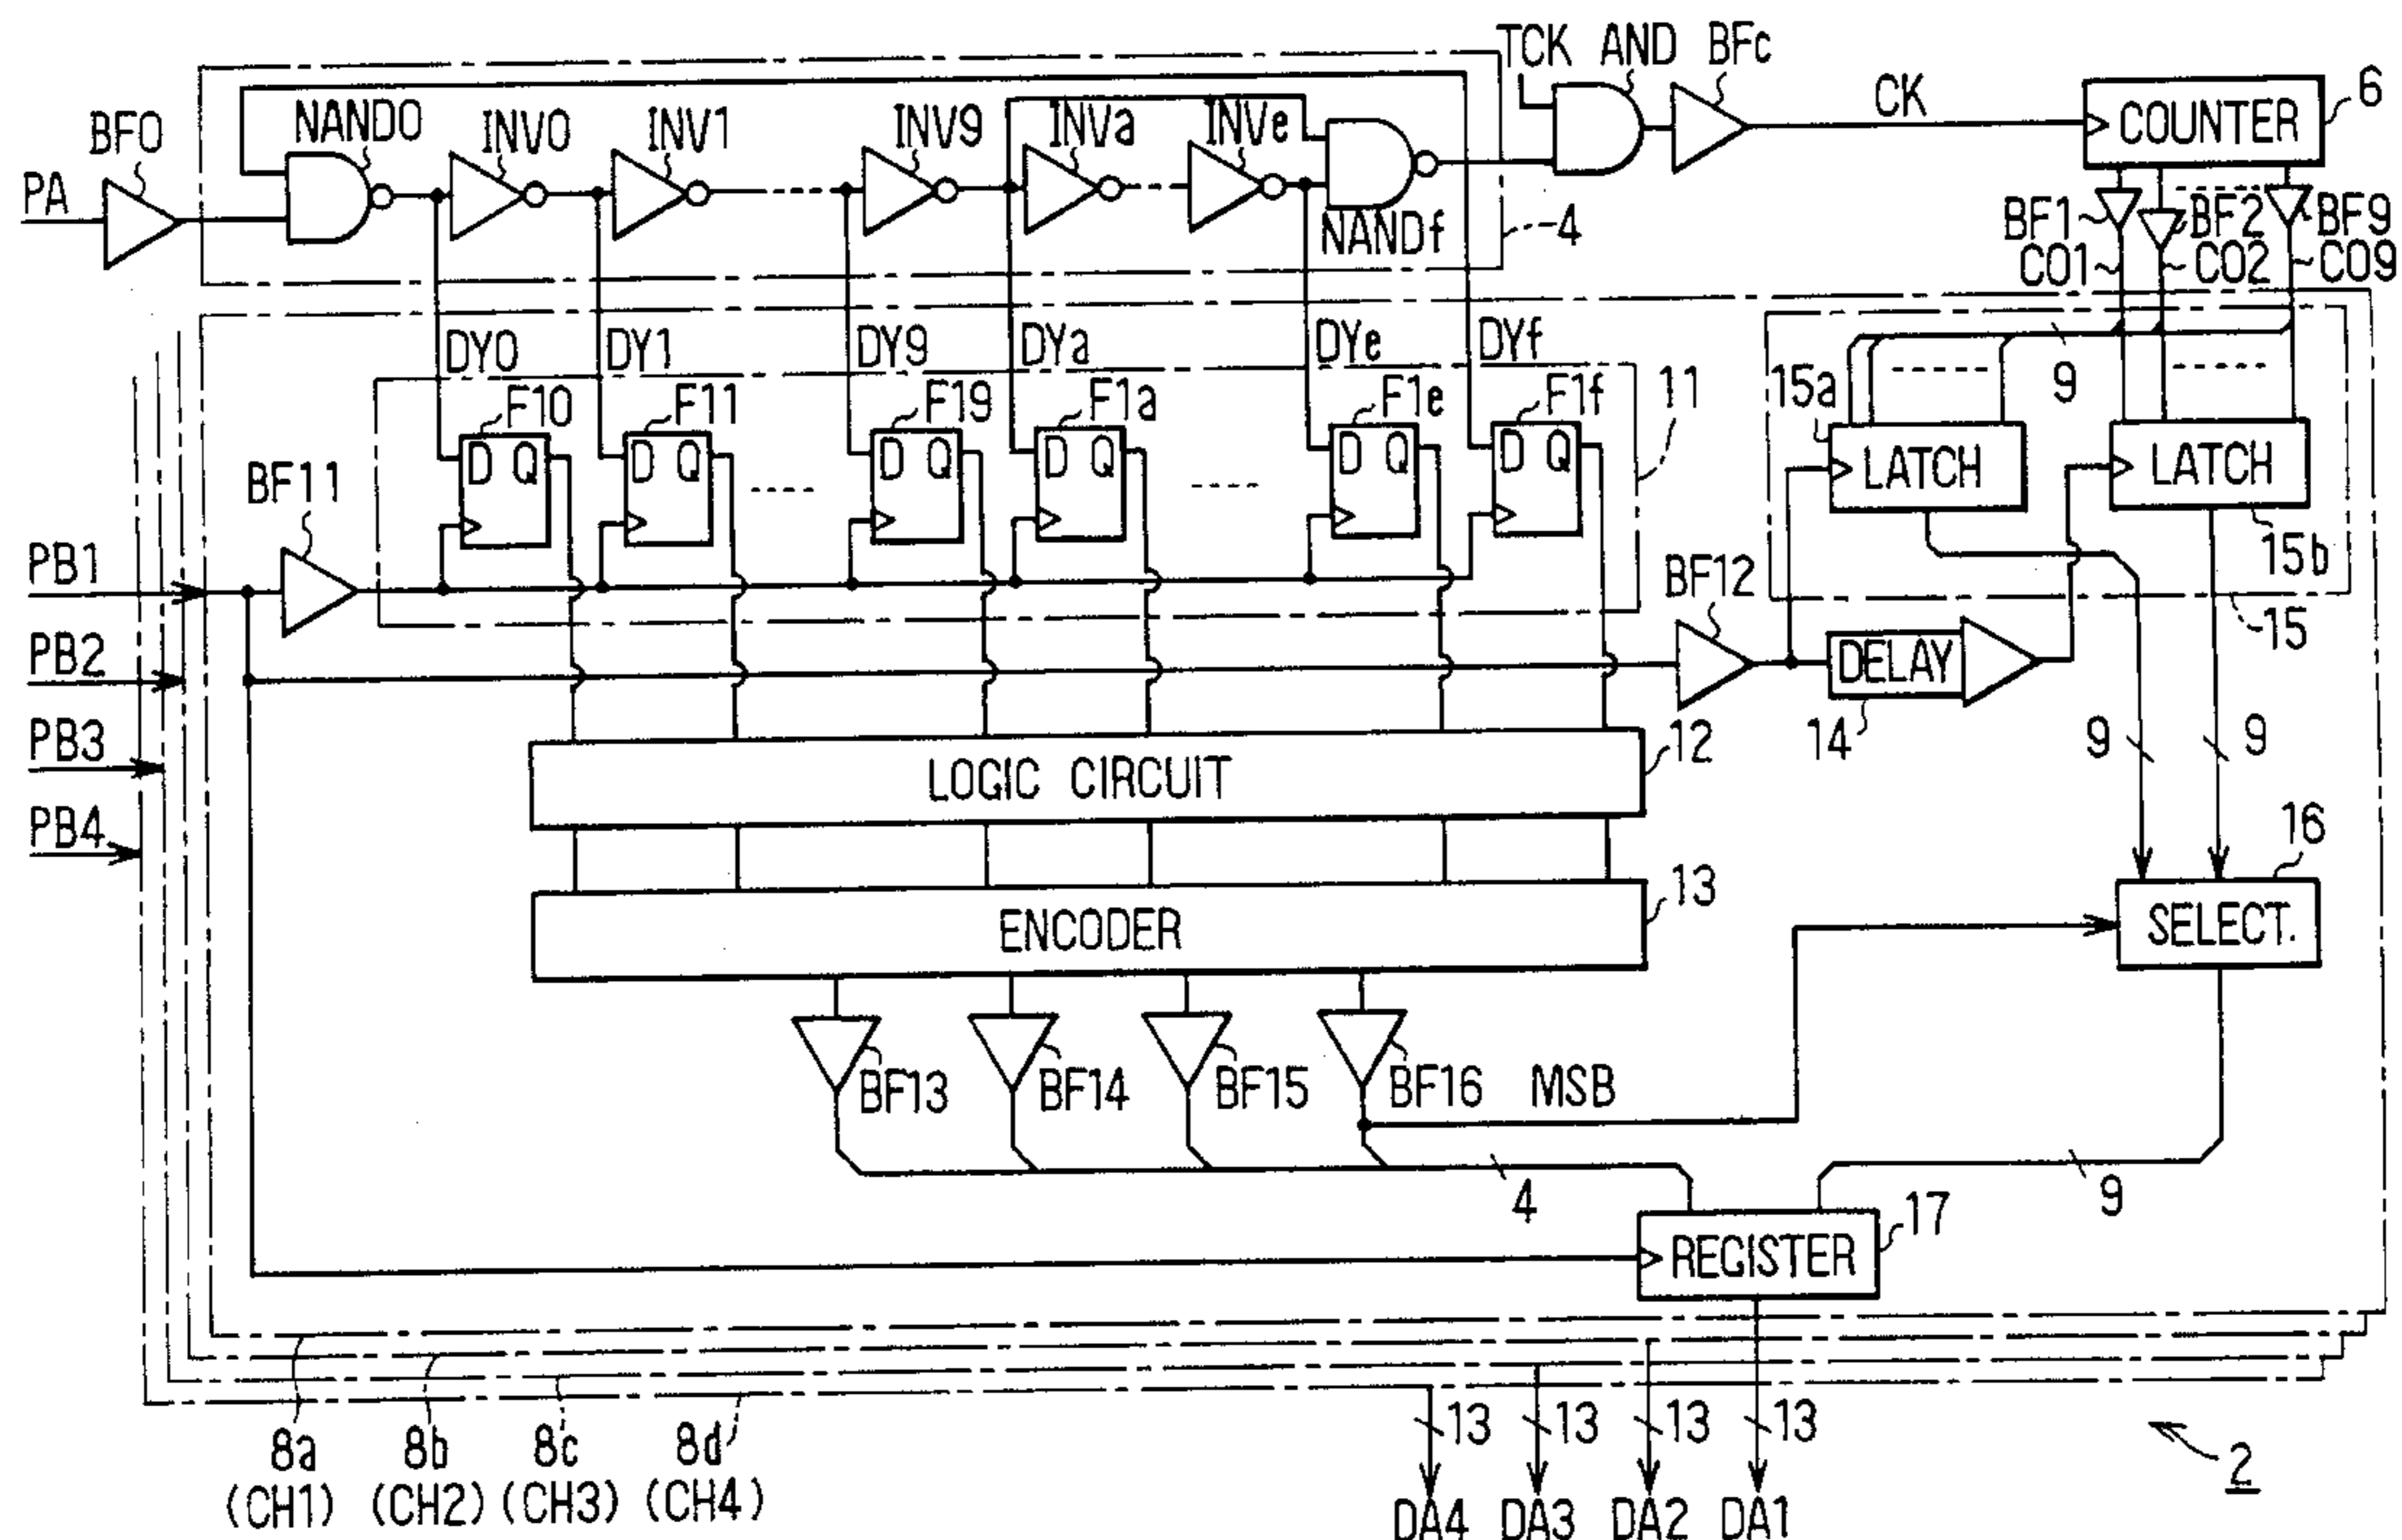 TCK AND BFc
PA
BF0
NAND0
INV0
INV1
INV9
INVa
INVe
NANDf
4
CK
COUNTER
6
BF1
BF2
BF9
CO1
CO2
CO9
DY0
DY1
DY9
DYa
DYe
DYf
11
F10
F11
F19
F1a
F1e
F1f
D Q
D Q
D Q
D Q
D Q
D Q
9
15a
LATCH
LATCH
15b
15
BF11
PB1
PB2
PB3
PB4
BF12
DELAY
14
9
9
LOGIC CIRCUIT
12
16
SELECT.
ENCODER
13
BF13
BF14
BF15
BF16
MSB
4
9
REGISTER
17
8a
(CH1)
8b
(CH2)
8c
(CH3)
8d
(CH4)
13
13
13
13
DA4
DA3
DA2
DA1
2